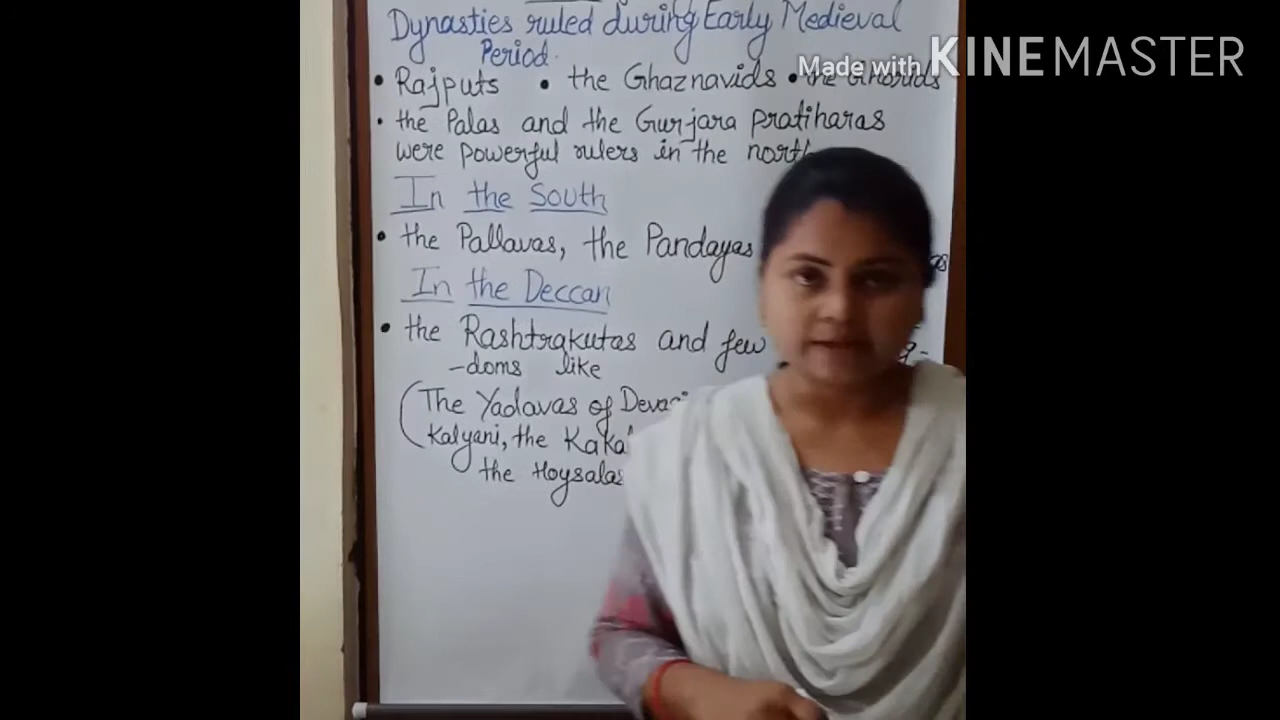 Dynasties ruled during Early Medieval
Period.
Made with KINEMASTER
• Rajputs • the Ghaznavids • the Ghorids
• the Palas and the Gurjara pratiharas
were powerful rulers in the north
In the South
• the Pallavas, the Pandayas
In the Deccan
• the Rashtrakutas and few
-doms like
(The Yadavas of
Kalyani, the
the Hoysalas